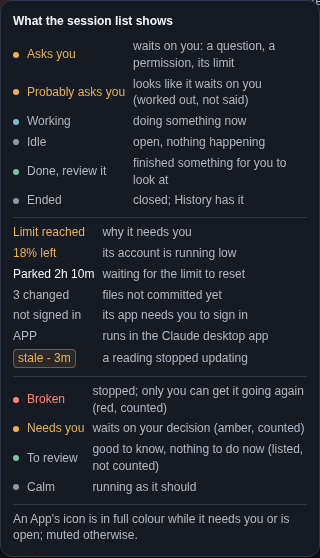 What the session list shows
Asks you waits on you: a question, a
permission, its limit
Probably asks you looks like it waits on you
(worked out, not said)
Working doing something now
Idle open, nothing happening
Done, review it finished something for you to
look at
Ended closed; History has it
Limit reached why it needs you
18% left its account is running low
Parked 2h 10m waiting for the limit to reset
3 changed files not committed yet
not signed in its app needs you to sign in
APP runs in the Claude desktop app
stale - 3m a reading stopped updating
Broken stopped; only you can get it going again
(red, counted)
Needs you waits on your decision (amber, counted)
To review good to know, nothing to do now (listed,
not counted)
Calm running as it should
An App's icon is in full colour while it needs you or is
open; muted otherwise.